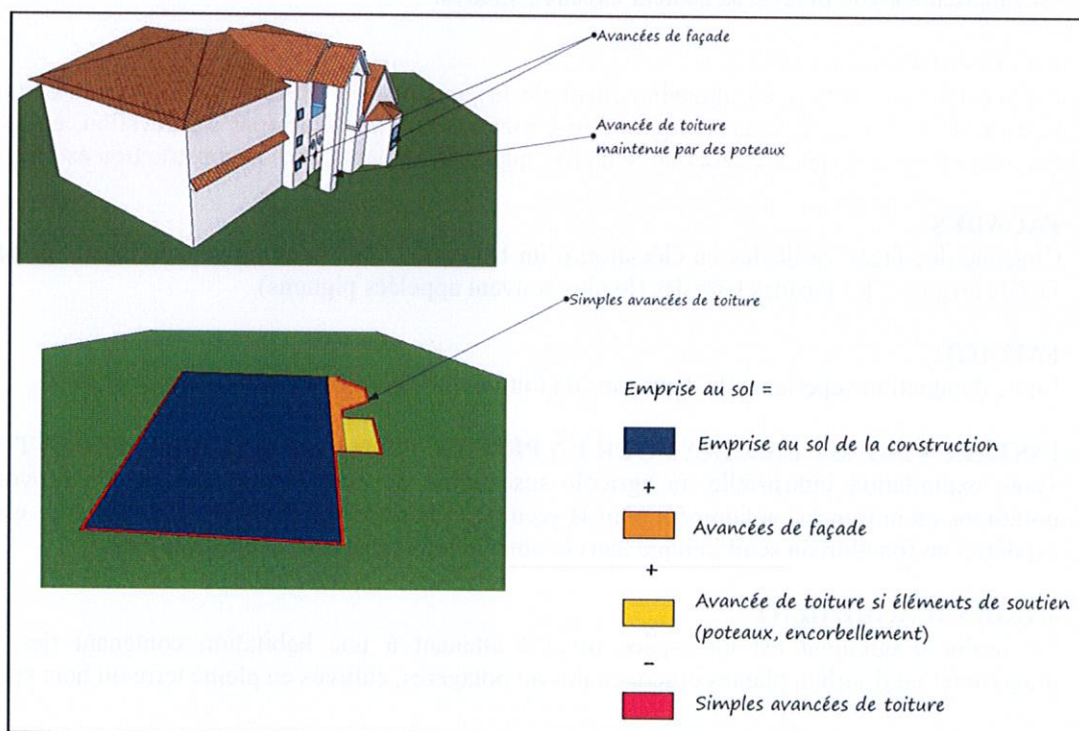 Avancées de façade
Avancée de toiture
maintenue par des poteaux
Simples avancées de toiture
Emprise au sol =
Emprise au sol de la construction
+
Avancées de façade
+
Avancée de toiture si éléments de soutien
(poteaux, encorbellement)
–
Simples avancées de toiture